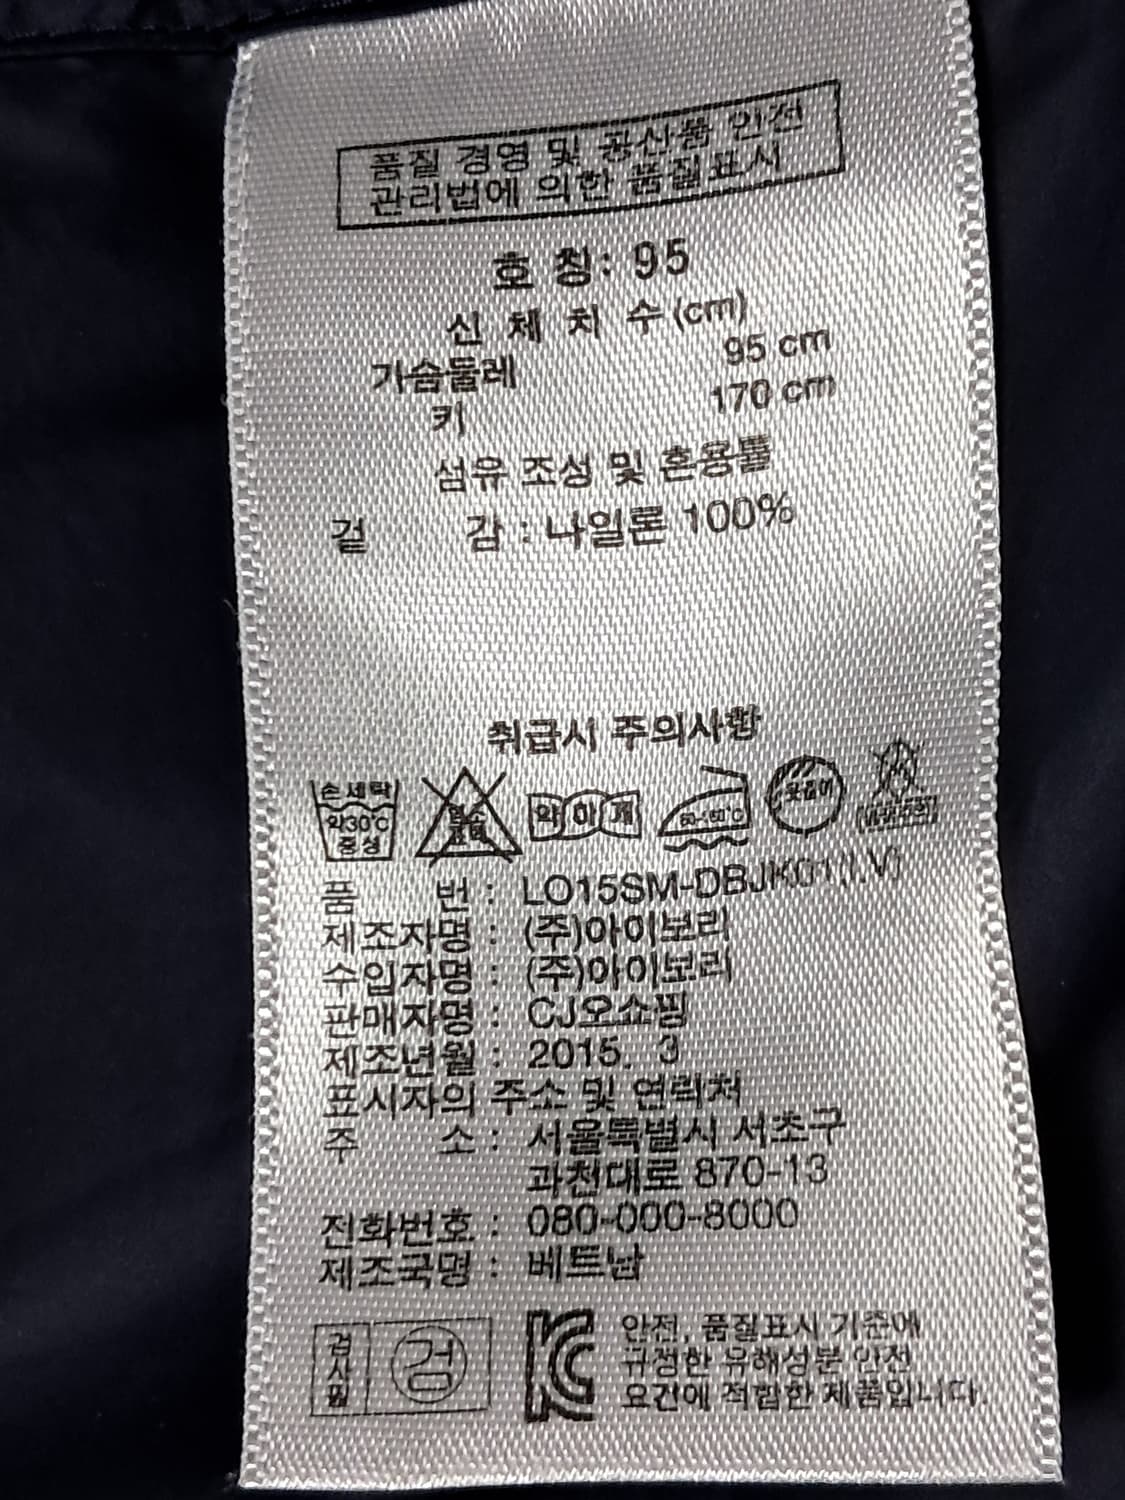 품질 경영 및 공산품 안전
관리법에 의한 품질표시
호 칭: 95
신 체 치 수(cm)
가슴둘레 95 cm
키 170 cm
섬유 조성 및 혼용률
겉 감 : 나일론 100%
취급시 주의사항
손세탁
약30℃
중성
약하게
품 번 : LO15SM-DBJK01(I.V)
제조자명 : (주)아이보리
수입자명 : (주)아이보리
판매자명 : CJ오쇼핑
제조년월 : 2015. 3
표시자의 주소 및 연락처
주 소 : 서울특별시 서초구
과천대로 870-13
전화번호 : 080-000-8000
제조국명 : 베트남
검사필 검
안전, 품질표시 기준에
규정한 유해성분 안전
요건에 적합한 제품입니다.